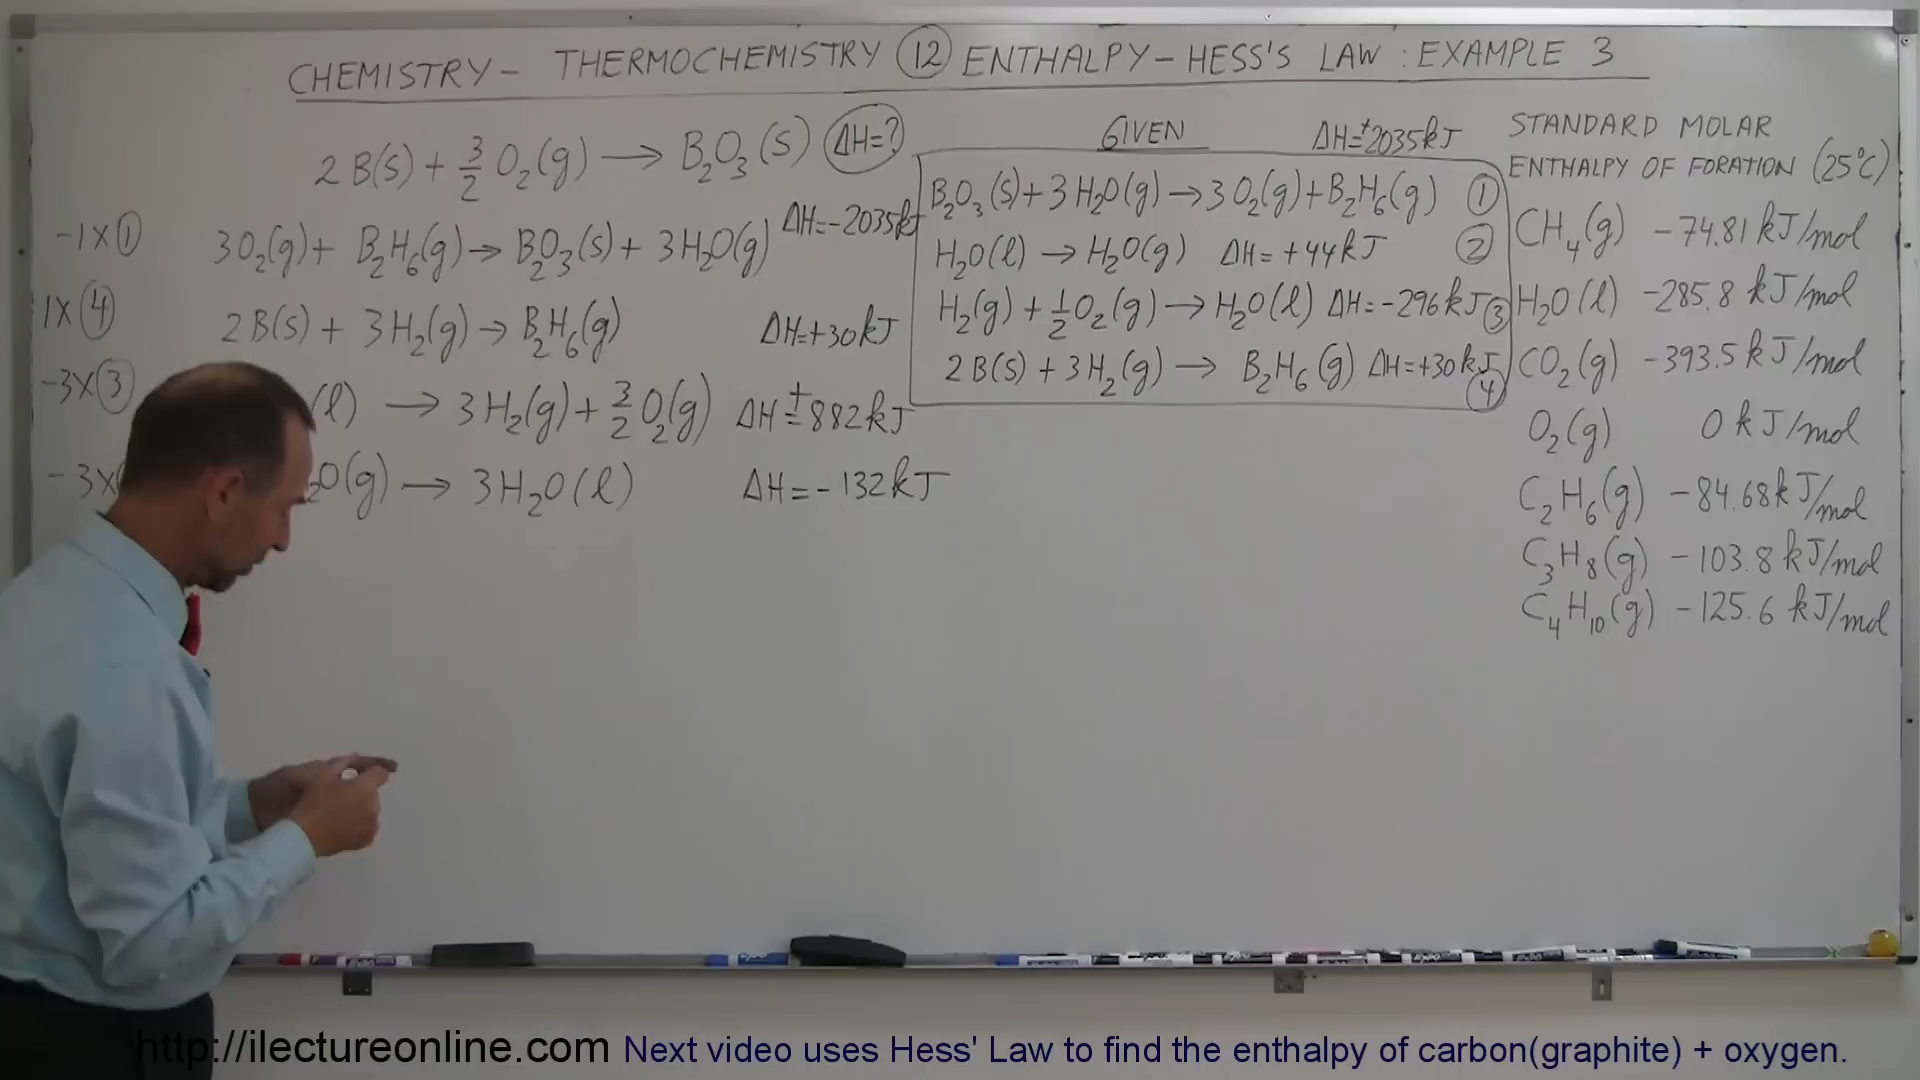 CHEMISTRY - THERMOCHEMISTRY ⑫ ENTHALPY - HESS'S LAW : EXAMPLE 3
2 B(s) + 3/2 O₂(g) → B₂O₃(s) ΔH=?
-1 X ① 3O₂(g) + B₂H₆(g) → B₂O₃(s) + 3H₂O(g) ΔH=-2035kJ
1 X ④ 2B(s) + 3H₂(g) → B₂H₆(g) ΔH=+30kJ
-3X③ (l) → 3H₂(g) + 3/2 O₂(g) ΔH=+882kJ
-3X O(g) → 3H₂O(l) ΔH=-132kJ
GIVEN ΔH=+2035kJ
B₂O₃(s) + 3H₂O(g) → 3O₂(g) + B₂H₆(g) ①
H₂O(l) → H₂O(g) ΔH= +44kJ ②
H₂(g) + 1/2 O₂(g) → H₂O(l) ΔH=-296kJ ③
2B(s) + 3H₂(g) → B₂H₆(g) ΔH=+30kJ ④
STANDARD MOLAR
ENTHALPY OF FORATION (25°C)
CH₄(g) -74.81 kJ/mol
H₂O(l) -285.8 kJ/mol
CO₂(g) -393.5 kJ/mol
O₂(g) 0 kJ/mol
C₂H₆(g) -84.68 kJ/mol
C₃H₈(g) -103.8 kJ/mol
C₄H₁₀(g) -125.6 kJ/mol
http://ilectureonline.com Next video uses Hess' Law to find the enthalpy of carbon(graphite) + oxygen.